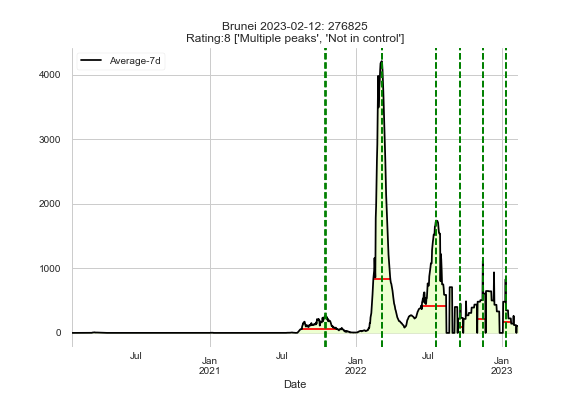 Brunei 2023-02-12: 276825
Rating:8 ['Multiple peaks', 'Not in control']
Average-7d
4000
3000
2000
1000
0
Jul
Jan
2021
Jul
Jan
2022
Jul
Jan
2023
Date